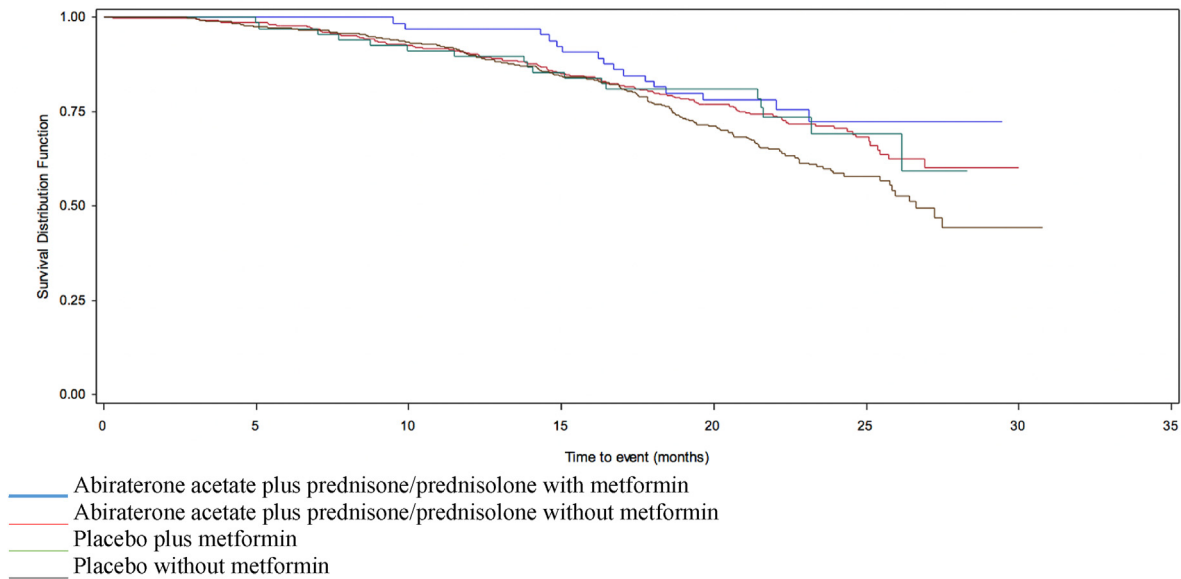 1.00
0.75
0.50
0.25
0.00
Survival Distribution Function
0 5 10 15 20 25 30 35
Time to event (months)
Abiraterone acetate plus prednisone/prednisolone with metformin
Abiraterone acetate plus prednisone/prednisolone without metformin
Placebo plus metformin
Placebo without metformin